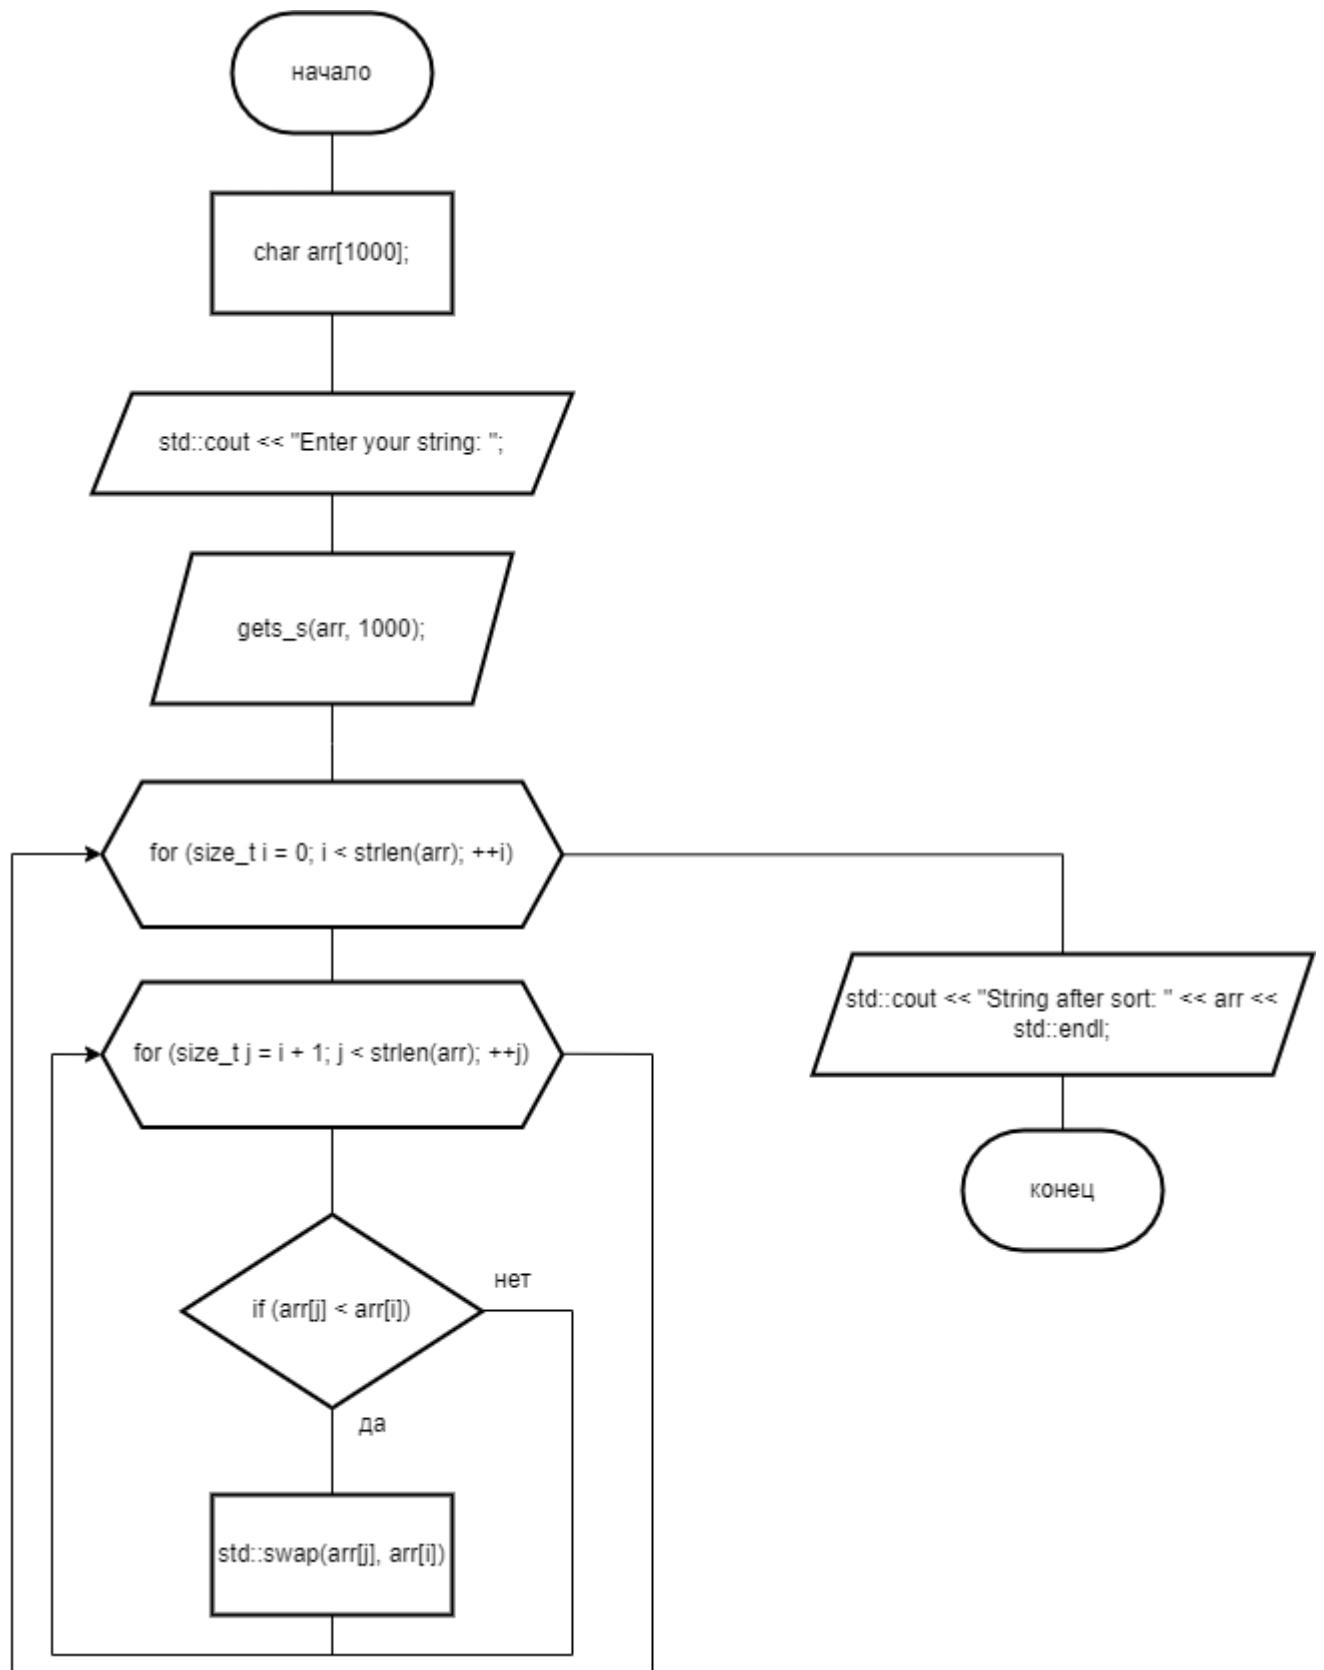 начало
char arr[1000];
std::cout << "Enter your string: ";
gets_s(arr, 1000);
for (size_t i = 0; i < strlen(arr); ++i)
for (size_t j = i + 1; j < strlen(arr); ++j)
if (arr[j] < arr[i])
нет
да
std::swap(arr[j], arr[i])
std::cout << "String after sort: " << arr <<
std::endl;
конец